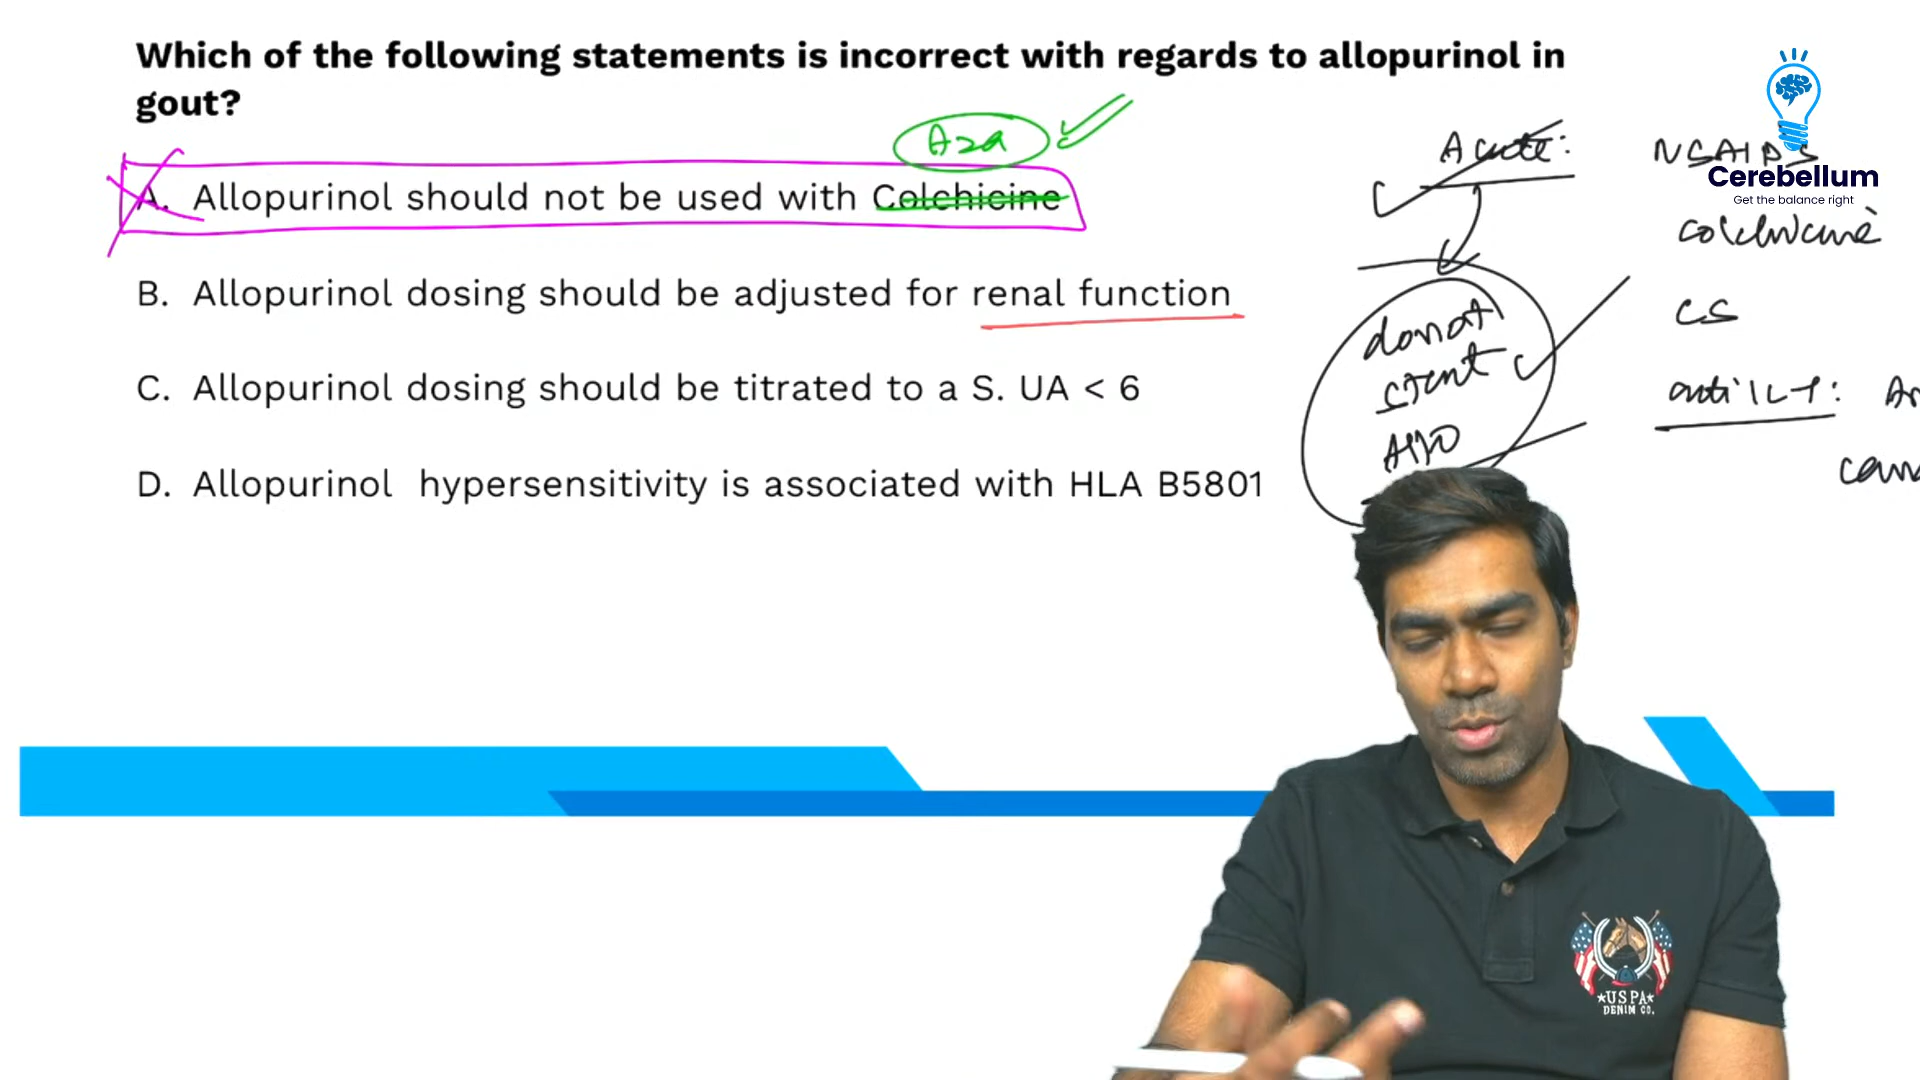 Which of the following statements is incorrect with regards to allopurinol in
gout?
Aza
A. Allopurinol should not be used with Colchicine
B. Allopurinol dosing should be adjusted for renal function
C. Allopurinol dosing should be titrated to a S. UA < 6
D. Allopurinol hypersensitivity is associated with HLA B5801
Acute:
NSAIDS
Cerebellum
Get the balance right
colchicine
CS
anti IL-1:
donot
start
Allo
★USPA★
DENIM CO.